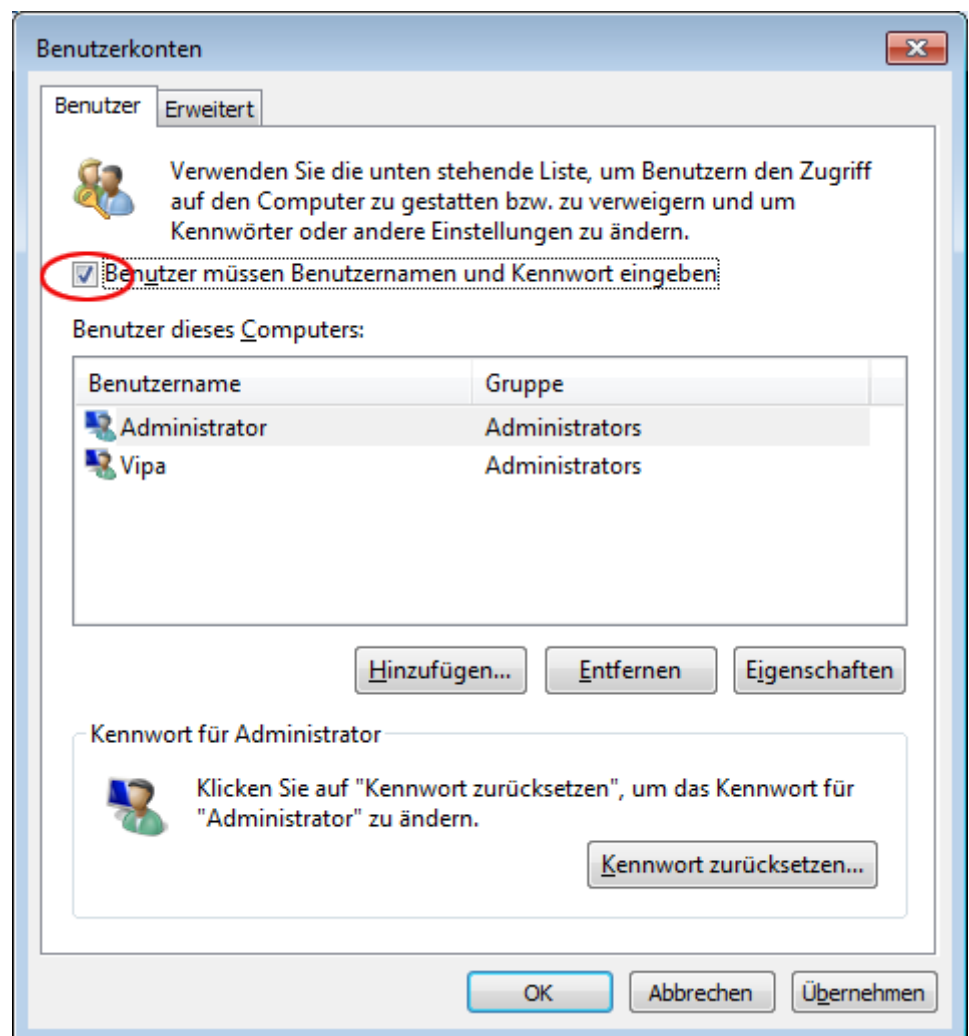 Benutzerkonten
Benutzer Erweitert
Verwenden Sie die unten stehende Liste, um Benutzern den Zugriff
auf den Computer zu gestatten bzw. zu verweigern und um
Kennwörter oder andere Einstellungen zu ändern.
Benutzer müssen Benutzernamen und Kennwort eingeben
Benutzer dieses Computers:
Benutzername Gruppe
Administrator Administrators
Vipa Administrators
Hinzufügen... Entfernen Eigenschaften
Kennwort für Administrator
Klicken Sie auf "Kennwort zurücksetzen", um das Kennwort für
"Administrator" zu ändern.
Kennwort zurücksetzen...
OK Abbrechen Übernehmen